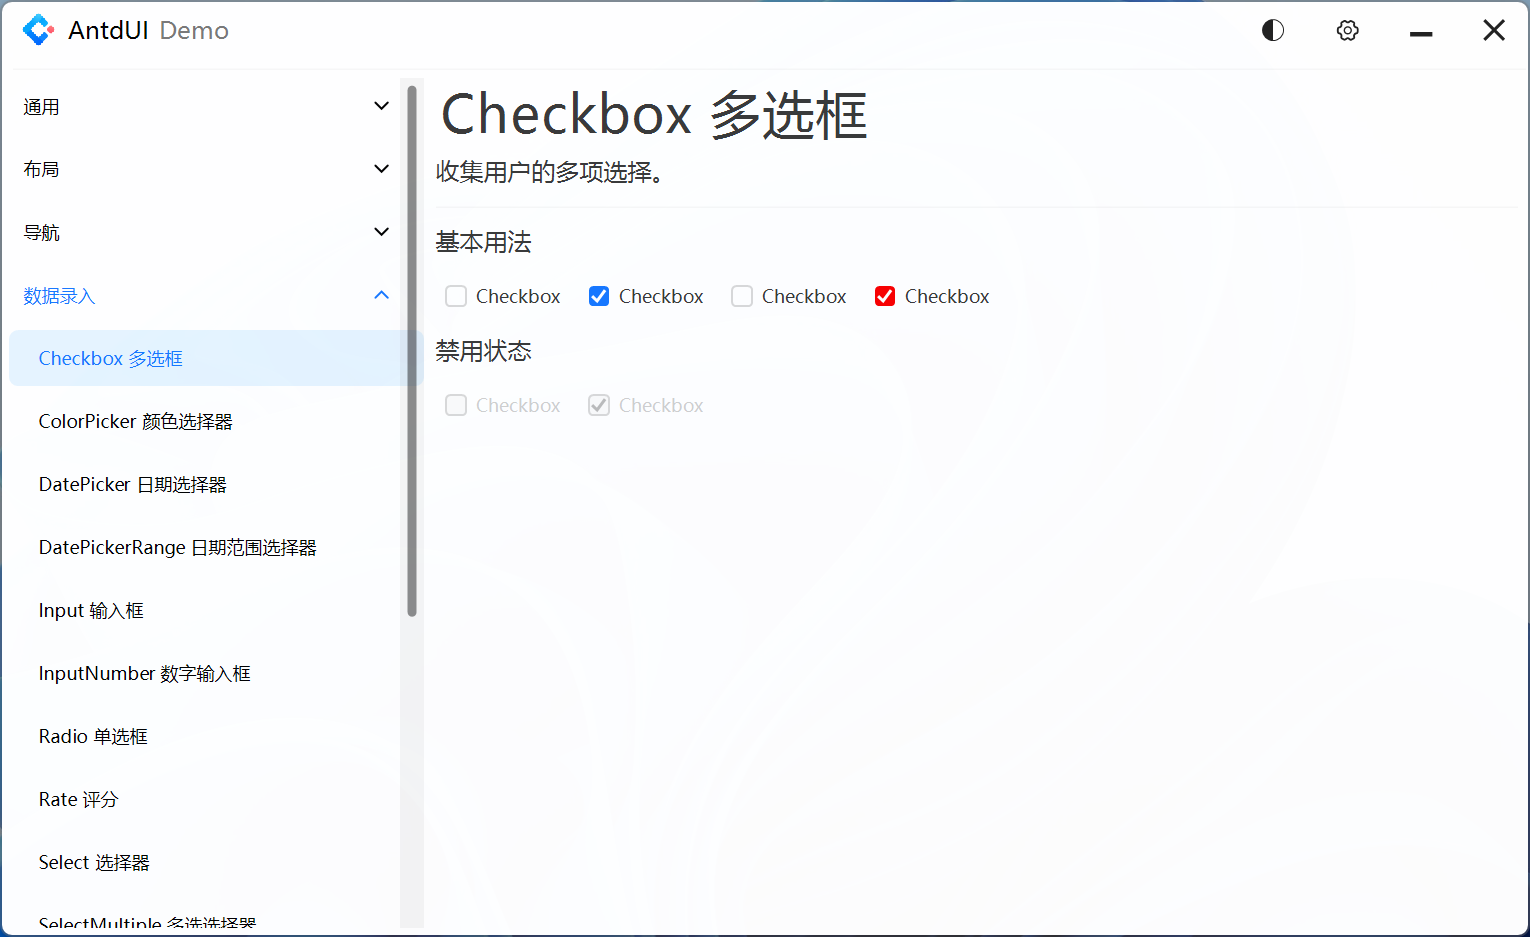 AntdUI Demo
通用
布局
导航
数据录入
Checkbox 多选框
ColorPicker 颜色选择器
DatePicker 日期选择器
DatePickerRange 日期范围选择器
Input 输入框
InputNumber 数字输入框
Radio 单选框
Rate 评分
Select 选择器
SelectMultiple 多选选择器
Checkbox 多选框
收集用户的多项选择。
基本用法
Checkbox Checkbox Checkbox Checkbox
禁用状态
Checkbox Checkbox